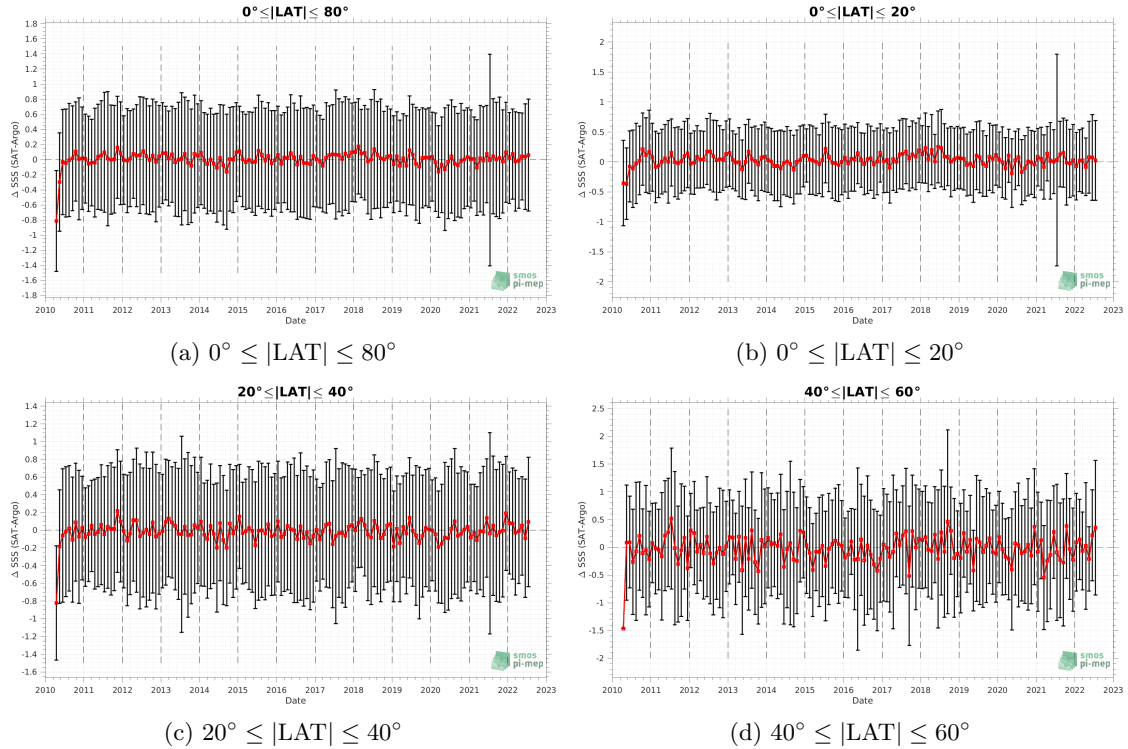 0°≤|LAT|≤ 80°
1.8
1.6
1.4
1.2
1
0.8
0.6
0.4
0.2
0
-0.2
-0.4
-0.6
-0.8
-1
-1.2
-1.4
-1.6
-1.8
Δ SSS (SAT-Argo)
2010 2011 2012 2013 2014 2015 2016 2017 2018 2019 2020 2021 2022 2023
Date
smos
pi-mep
(a) 0° ≤ |LAT| ≤ 80°
0°≤|LAT|≤ 20°
2
1.5
1
0.5
0
-0.5
-1
-1.5
-2
Δ SSS (SAT-Argo)
2010 2011 2012 2013 2014 2015 2016 2017 2018 2019 2020 2021 2022 2023
Date
smos
pi-mep
(b) 0° ≤ |LAT| ≤ 20°
20°≤|LAT|≤ 40°
1.4
1.2
1
0.8
0.6
0.4
0.2
0
-0.2
-0.4
-0.6
-0.8
-1
-1.2
-1.4
-1.6
Δ SSS (SAT-Argo)
2010 2011 2012 2013 2014 2015 2016 2017 2018 2019 2020 2021 2022 2023
Date
smos
pi-mep
(c) 20° ≤ |LAT| ≤ 40°
40°≤|LAT|≤ 60°
2.5
2
1.5
1
0.5
0
-0.5
-1
-1.5
-2
Δ SSS (SAT-Argo)
2010 2011 2012 2013 2014 2015 2016 2017 2018 2019 2020 2021 2022 2023
Date
smos
pi-mep
(d) 40° ≤ |LAT| ≤ 60°